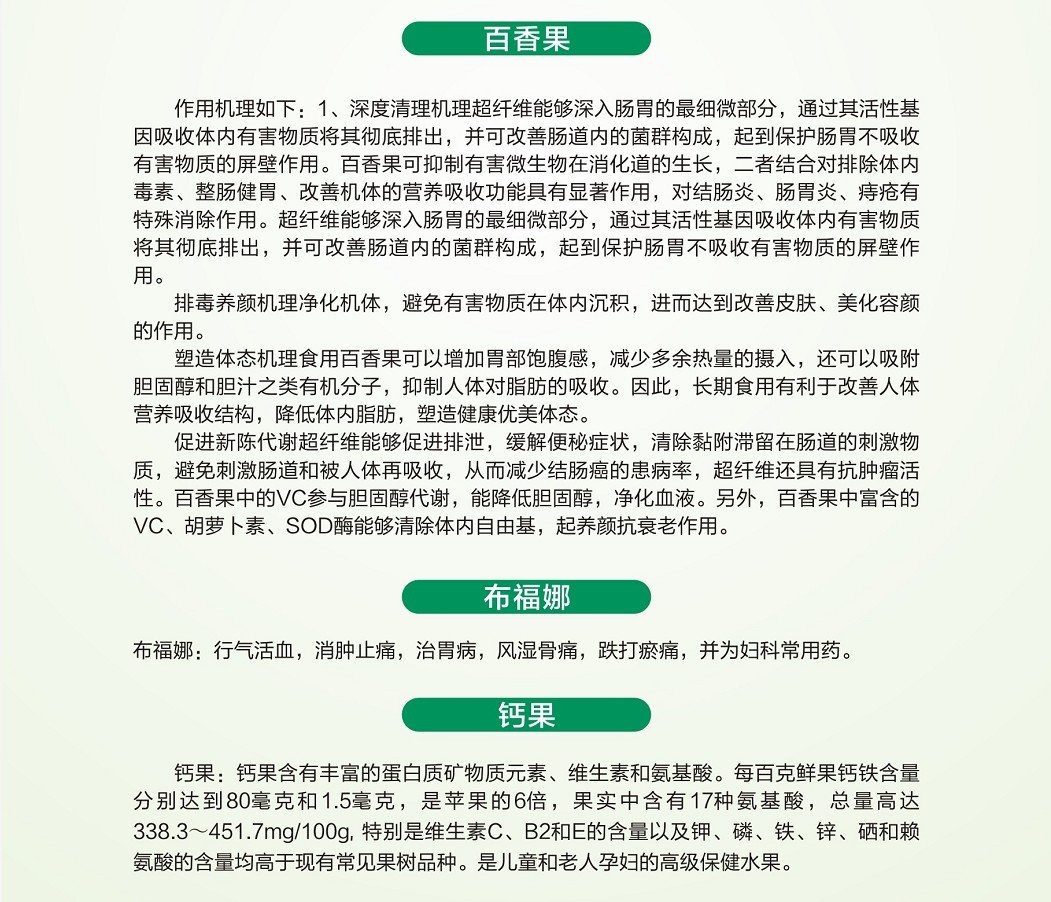 百香果
作用机理如下：1、深度清理机理超纤维能够深入肠胃的最细微部分，通过其活性基
因吸收体内有害物质将其彻底排出，并可改善肠道内的菌群构成，起到保护肠胃不吸收
有害物质的屏壁作用。百香果可抑制有害微生物在消化道的生长，二者结合对排除体内
毒素、整肠健胃、改善机体的营养吸收功能具有显著作用，对结肠炎、肠胃炎、痔疮有
特殊消除作用。超纤维能够深入肠胃的最细微部分，通过其活性基因吸收体内有害物质
将其彻底排出，并可改善肠道内的菌群构成，起到保护肠胃不吸收有害物质的屏壁作
用。
排毒养颜机理净化机体，避免有害物质在体内沉积，进而达到改善皮肤、美化容颜
的作用。
塑造体态机理食用百香果可以增加胃部饱腹感，减少多余热量的摄入，还可以吸附
胆固醇和胆汁之类有机分子，抑制人体对脂肪的吸收。因此，长期食用有利于改善人体
营养吸收结构，降低体内脂肪，塑造健康优美体态。
促进新陈代谢超纤维能够促进排泄，缓解便秘症状，清除黏附滞留在肠道的刺激物
质，避免刺激肠道和被人体再吸收，从而减少结肠癌的患病率，超纤维还具有抗肿瘤活
性。百香果中的VC参与胆固醇代谢，能降低胆固醇，净化血液。另外，百香果中富含的
VC、胡萝卜素、SOD酶能够清除体内自由基，起养颜抗衰老作用。
布福娜
布福娜：行气活血，消肿止痛，治胃病，风湿骨痛，跌打瘀痛，并为妇科常用药。
钙果
钙果：钙果含有丰富的蛋白质矿物质元素、维生素和氨基酸。每百克鲜果钙铁含量
分别达到80毫克和1.5毫克，是苹果的6倍，果实中含有17种氨基酸，总量高达
338.3～451.7mg/100g, 特别是维生素C、B2和E的含量以及钾、磷、铁、锌、硒和赖
氨酸的含量均高于现有常见果树品种。是儿童和老人孕妇的高级保健水果。